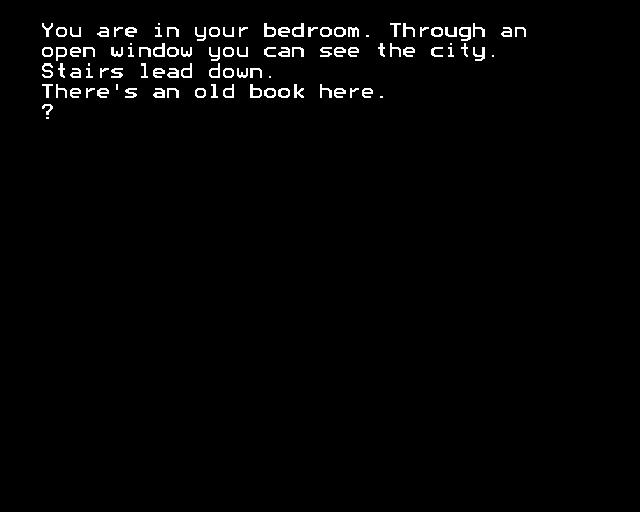 You are in your bedroom. Through an
open window you can see the city.
Stairs lead down.
There's an old book here.
?